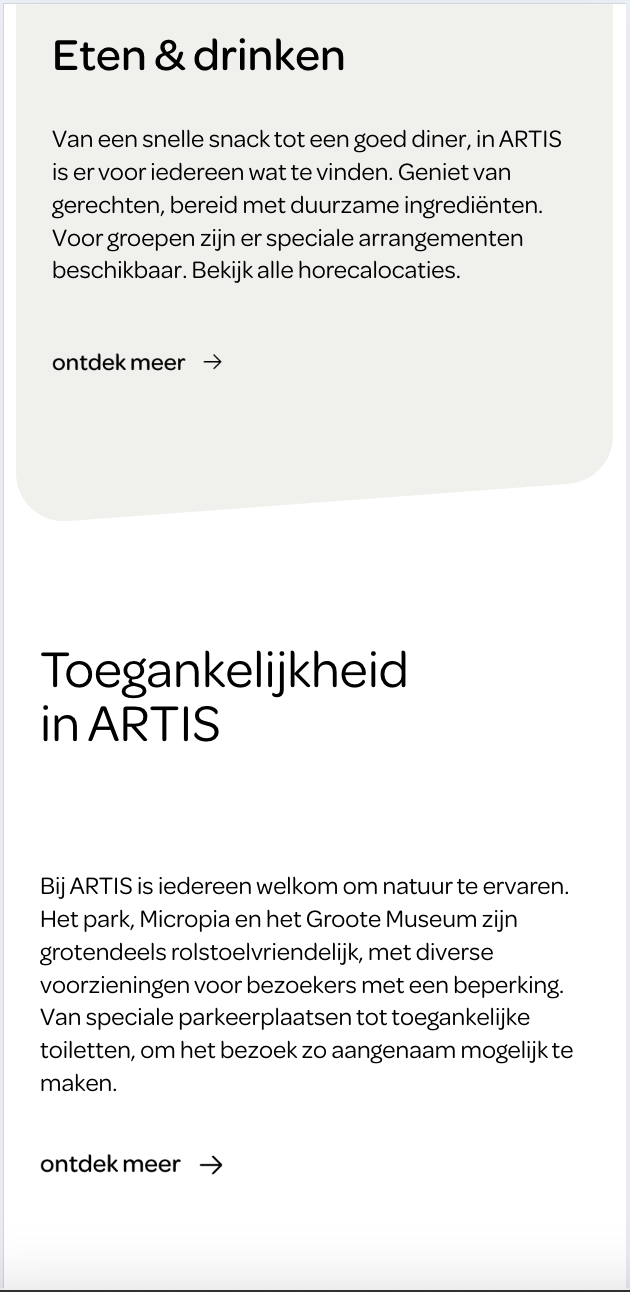 Eten & drinken
Van een snelle snack tot een goed diner, in ARTIS
is er voor iedereen wat te vinden. Geniet van
gerechten, bereid met duurzame ingrediënten.
Voor groepen zijn er speciale arrangementen
beschikbaar. Bekijk alle horecalocaties.
ontdek meer →
Toegankelijkheid
in ARTIS
Bij ARTIS is iedereen welkom om natuur te ervaren.
Het park, Micropia en het Groote Museum zijn
grotendeels rolstoelvriendelijk, met diverse
voorzieningen voor bezoekers met een beperking.
Van speciale parkeerplaatsen tot toegankelijke
toiletten, om het bezoek zo aangenaam mogelijk te
maken.
ontdek meer →